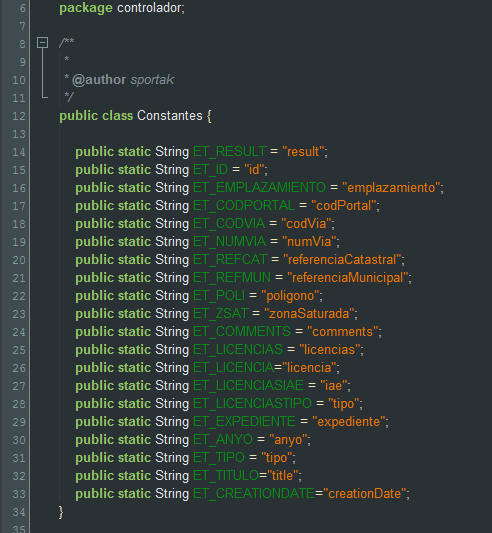 6 package controlador;
7
8 /**
9 *
10 * @author sportak
11 */
12 public class Constantes {
13
14 public static String ET_RESULT = "result";
15 public static String ET_ID = "id";
16 public static String ET_EMPLAZAMIENTO = "emplazamiento";
17 public static String ET_CODPORTAL = "codPortal";
18 public static String ET_CODVIA = "codVia";
19 public static String ET_NUMVIA = "numVia";
20 public static String ET_REFCAT = "referenciaCatastral";
21 public static String ET_REFMUN = "referenciaMunicipal";
22 public static String ET_POLI = "poligono";
23 public static String ET_ZSAT = "zonaSaturada";
24 public static String ET_COMMENTS = "comments";
25 public static String ET_LICENCIAS = "licencias";
26 public static String ET_LICENCIA="licencia";
27 public static String ET_LICENCIASIAE = "iae";
28 public static String ET_LICENCIASTIPO = "tipo";
29 public static String ET_EXPEDIENTE = "expediente";
30 public static String ET_ANYO = "anyo";
31 public static String ET_TIPO = "tipo";
32 public static String ET_TITULO="title";
33 public static String ET_CREATIONDATE="creationDate";
34 }
35